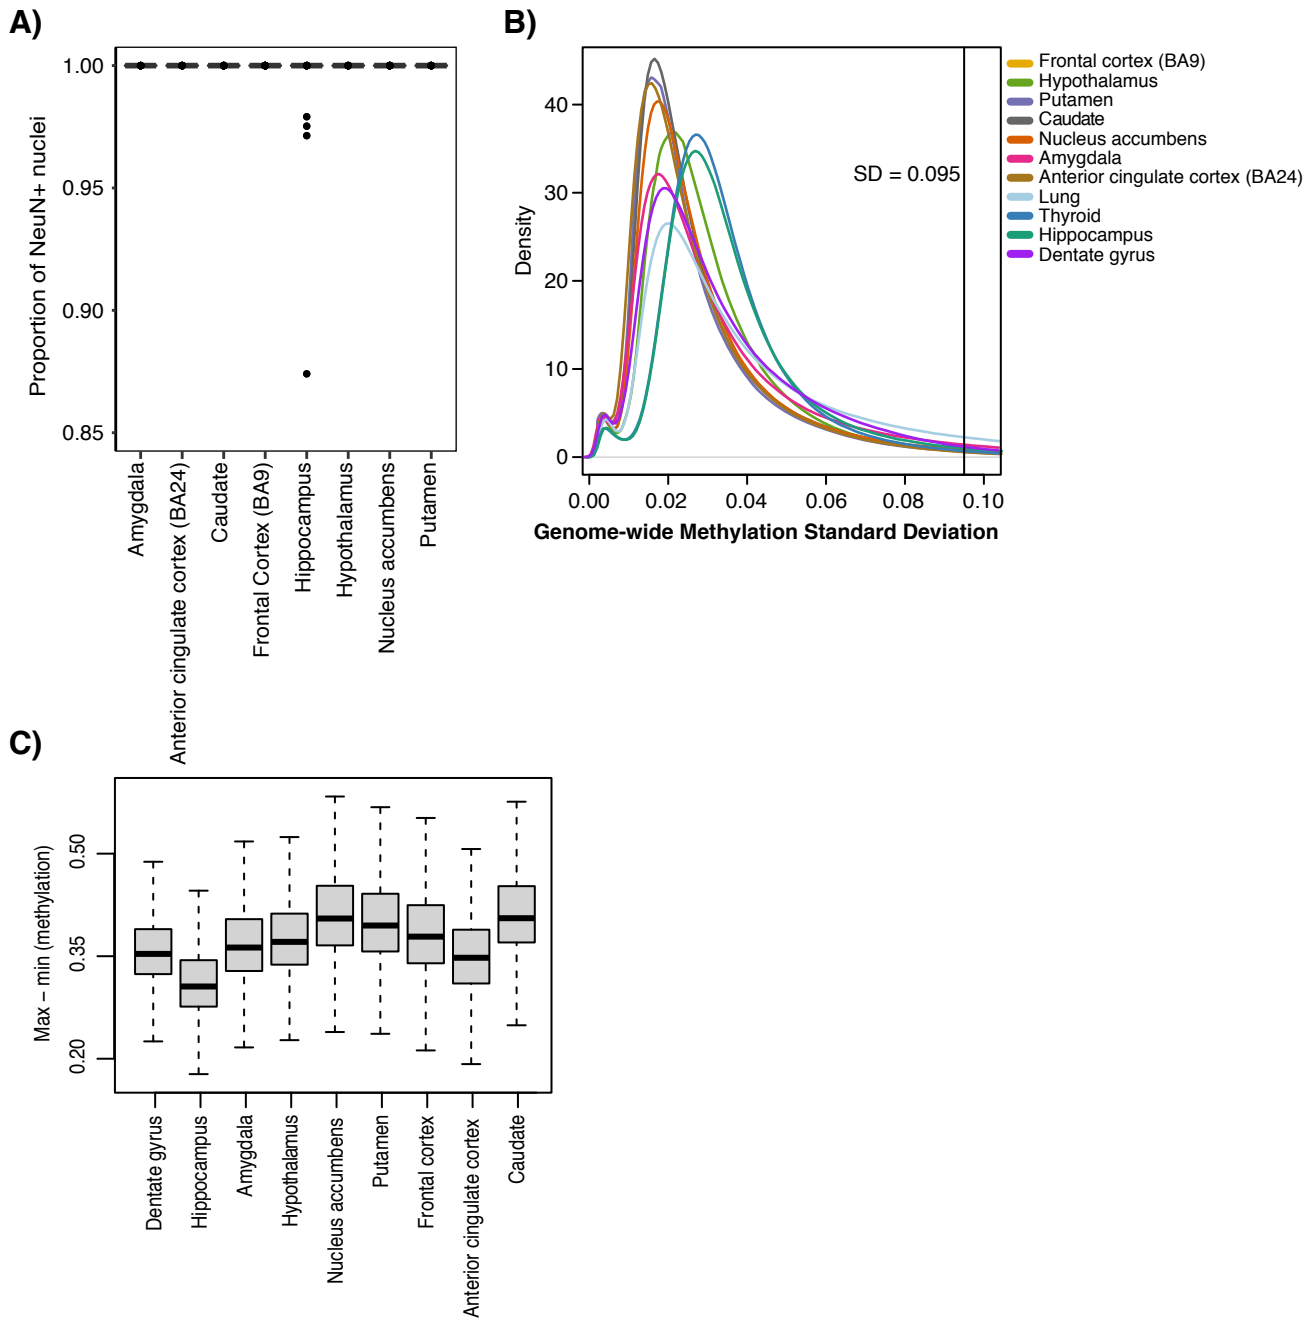 A)
Proportion of NeuN+ nuclei
1.00
0.95
0.90
0.85
Amygdala
Anterior cingulate cortex (BA24)
Caudate
Frontal Cortex (BA9)
Hippocampus
Hypothalamus
Nucleus accumbens
Putamen
B)
Density
40
30
20
10
0
SD = 0.095
0.00
0.02
0.04
0.06
0.08
0.10
Genome-wide Methylation Standard Deviation
Frontal cortex (BA9)
Hypothalamus
Putamen
Caudate
Nucleus accumbens
Amygdala
Anterior cingulate cortex (BA24)
Lung
Thyroid
Hippocampus
Dentate gyrus
C)
Max – min (methylation)
0.50
0.35
0.20
Dentate gyrus
Hippocampus
Amygdala
Hypothalamus
Nucleus accumbens
Putamen
Frontal cortex
Anterior cingulate cortex
Caudate